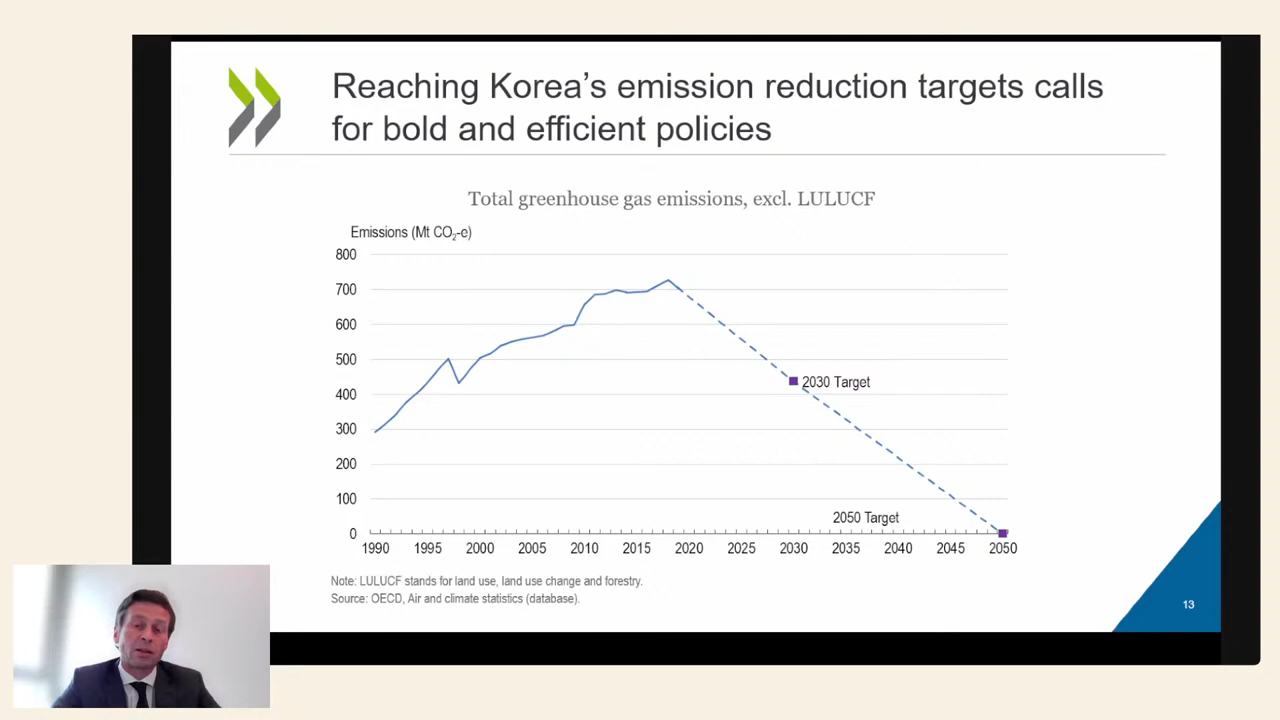 Reaching Korea’s emission reduction targets calls
for bold and efficient policies
Total greenhouse gas emissions, excl. LULUCF
Emissions (Mt CO₂-e)
800
700
600
500
400
300
200
100
0
2030 Target
2050 Target
1990 1995 2000 2005 2010 2015 2020 2025 2030 2035 2040 2045 2050
Note: LULUCF stands for land use, land use change and forestry.
Source: OECD, Air and climate statistics (database).
13